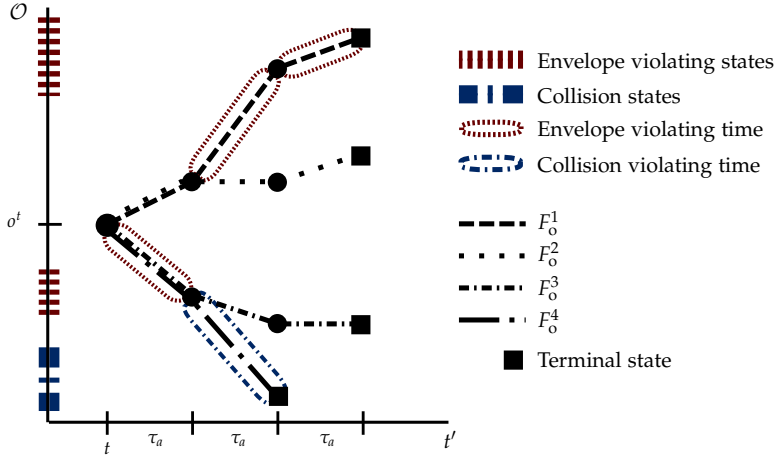 𝒪
Envelope violating states
Collision states
Envelope violating time
Collision violating time
o^t
F_o^1
F_o^2
F_o^3
F_o^4
Terminal state
t
τ_a
τ_a
τ_a
t′